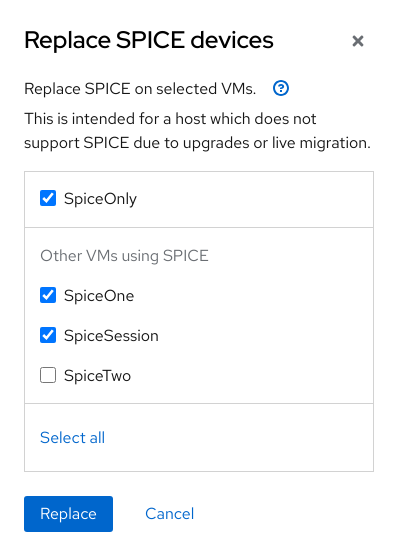 Replace SPICE devices
Replace SPICE on selected VMs.
This is intended for a host which does not
support SPICE due to upgrades or live migration.
SpiceOnly
Other VMs using SPICE
SpiceOne
SpiceSession
SpiceTwo
Select all
Replace Cancel